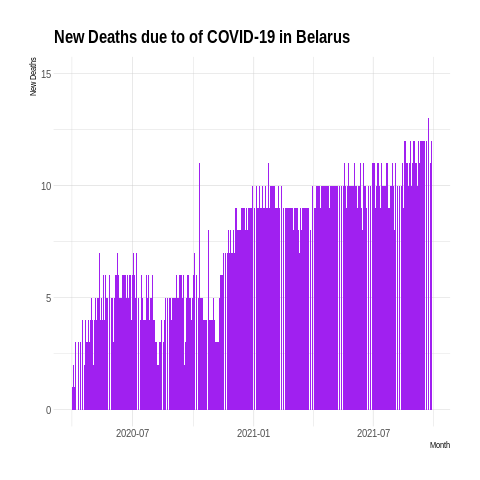 New Deaths due to of COVID-19 in Belarus
New Deaths
15
10
5
0
2020-07
2021-01
2021-07
Month